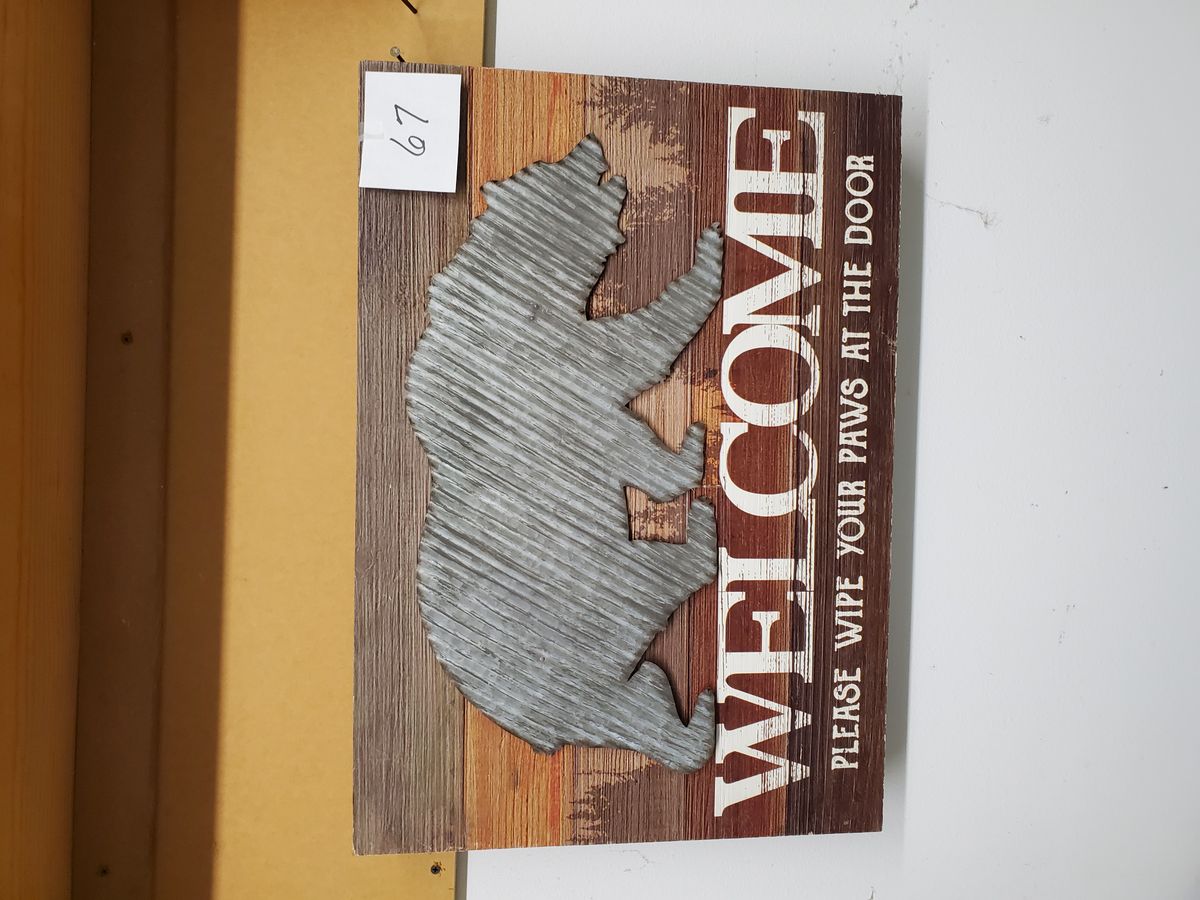 67
WELCOME
PLEASE WIPE YOUR PAWS AT THE DOOR